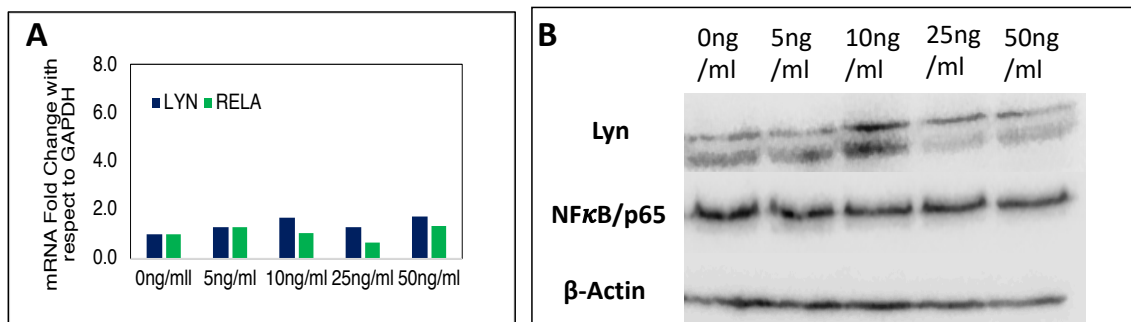 A
mRNA Fold Change with
respect to GAPDH
8.0
6.0
4.0
2.0
0.0
LYN RELA
0ng/mll 5ng/ml 10ng/ml 25ng/ml 50ng/ml
B
0ng 5ng 10ng 25ng 50ng
/ml /ml /ml /ml /ml
Lyn
NFκB/p65
β-Actin